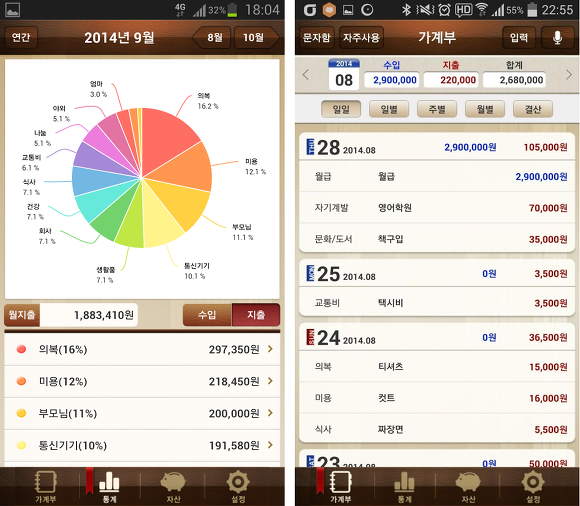 4G 32% 18:04
연간 2014년 9월 8월 10월
엄마
3.0 %
의복
16.2 %
야외
5.1 %
나눔
5.1 %
미용
12.1 %
교통비
6.1 %
식사
7.1 %
건강
7.1 %
부모님
11.1 %
회사
7.1 %
통신기기
10.1 %
생활품
7.1 %
월지출 1,883,410원 수입 지출
의복(16%) 297,350원
미용(12%) 218,450원
부모님(11%) 200,000원
통신기기(10%) 191,580원
가계부 통계 자산 설정
HD 55% 22:55
문자함 자주사용 가계부 입력
2014
08
수입 지출 합계
2,900,000 220,000 2,680,000
일일 일별 주별 월별 결산
THU 28 2014.08 2,900,000원 105,000원
월급 월급 2,900,000원
자기계발 영어학원 70,000원
문화/도서 책구입 35,000원
MON 25 2014.08 0원 3,500원
교통비 택시비 3,500원
SUN 24 2014.08 0원 36,500원
의복 티셔츠 15,000원
미용 컷트 16,000원
식사 짜장면 5,500원
23 2014.08 0원 50,000원
가계부 통계 자산 설정